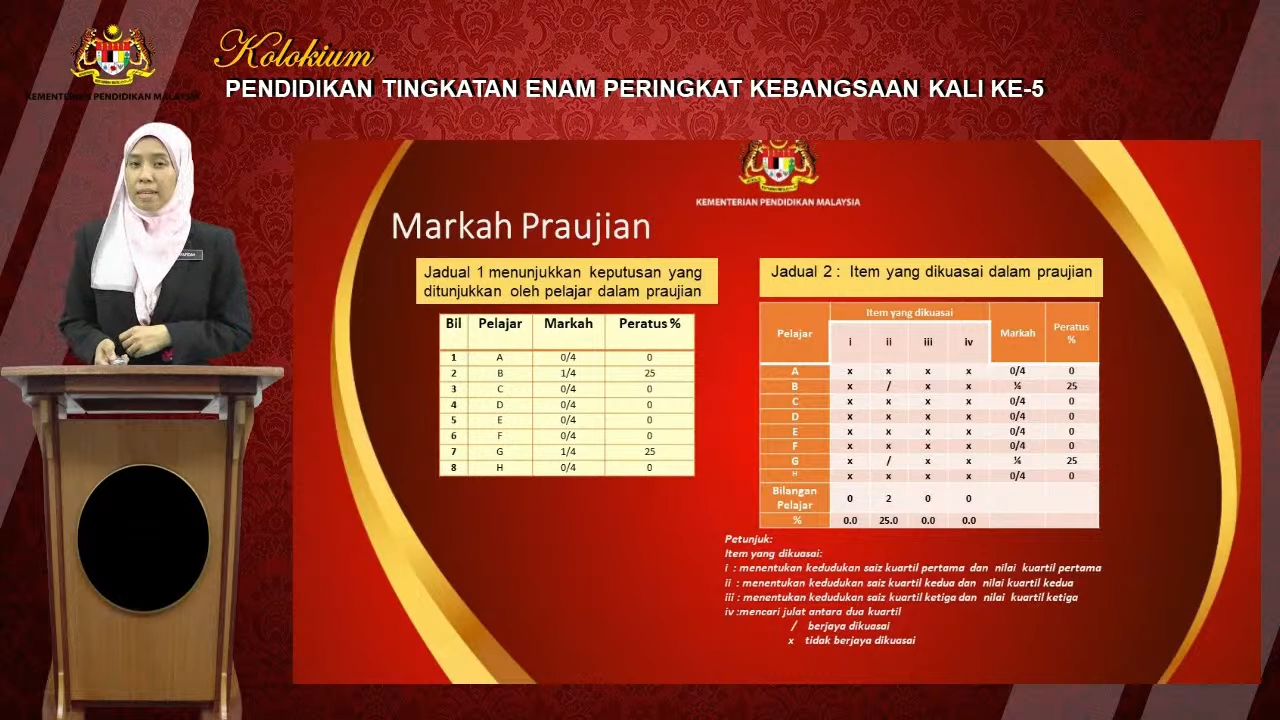 Kolokium
PENDIDIKAN TINGKATAN ENAM PERINGKAT KEBANGSAAN KALI KE-5
KEMENTERIAN PENDIDIKAN MALAYSIA
KEMENTERIAN PENDIDIKAN MALAYSIA
Markah Praujian
Jadual 1 menunjukkan keputusan yang
ditunjukkan oleh pelajar dalam praujian
Bil Pelajar Markah Peratus %
1 A 0/4 0
2 B 1/4 25
3 C 0/4 0
4 D 0/4 0
5 E 0/4 0
6 F 0/4 0
7 G 1/4 25
8 H 0/4 0
Jadual 2 : Item yang dikuasai dalam praujian
Pelajar Item yang dikuasai Markah Peratus %
i ii iii iv
A x x x x 0/4 0
B x / x x ¼ 25
C x x x x 0/4 0
D x x x x 0/4 0
E x x x x 0/4 0
F x x x x 0/4 0
G x / x x ¼ 25
H x x x x 0/4 0
Bilangan Pelajar 0 2 0 0
% 0.0 25.0 0.0 0.0
Petunjuk:
Item yang dikuasai:
i : menentukan kedudukan saiz kuartil pertama dan nilai kuartil pertama
ii : menentukan kedudukan saiz kuartil kedua dan nilai kuartil kedua
iii : menentukan kedudukan saiz kuartil ketiga dan nilai kuartil ketiga
iv :mencari julat antara dua kuartil
/ berjaya dikuasai
x tidak berjaya dikuasai